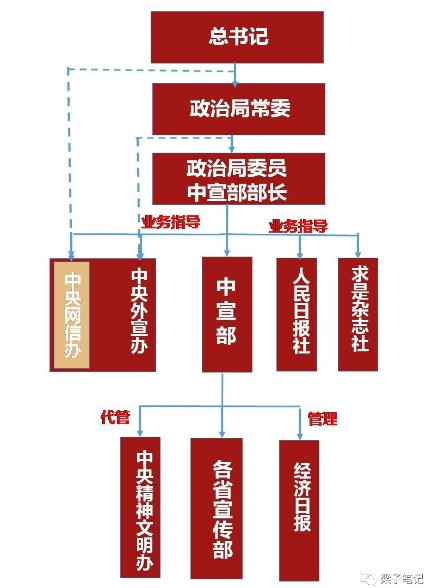 总书记
政治局常委
政治局委员
中宣部部长
业务指导
业务指导
中央网信办
中央外宣办
中宣部
人民日报社
求是杂志社
代管
管理
中央精神文明办
各省宣传部
经济日报
梁子笔记